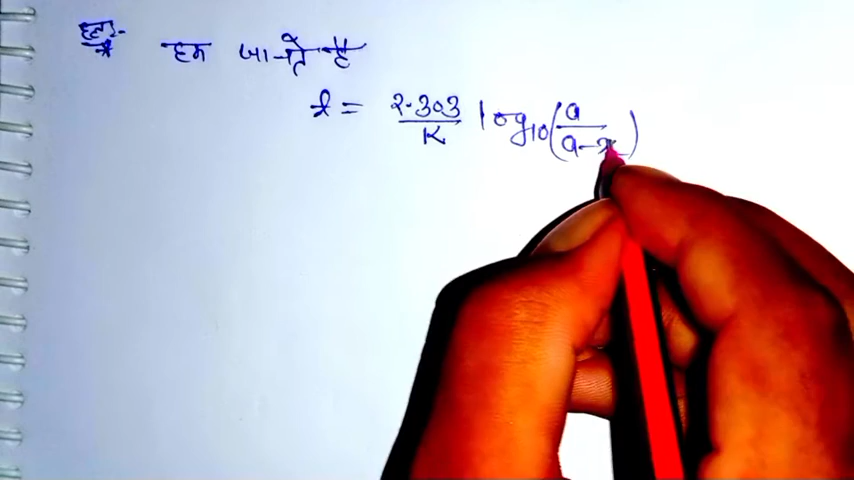 हल:-
हम जानते है
t = 2.303/K log10(a/a-x)